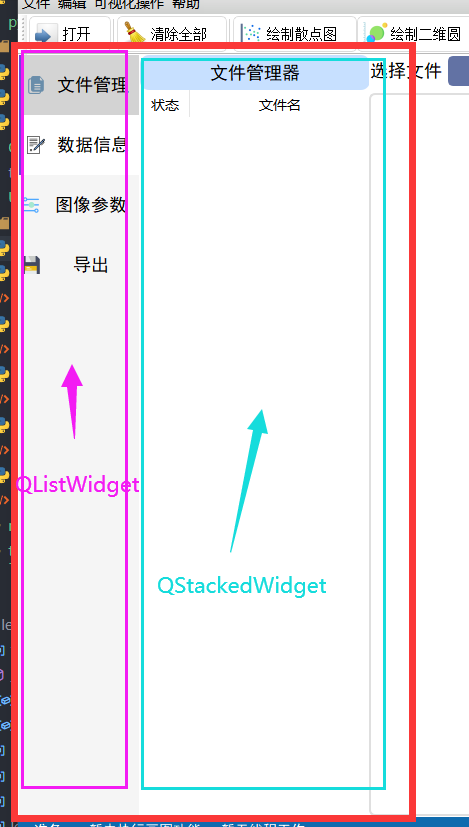 文件 编辑 可视化操作 帮助
打开 清除全部 绘制散点图 绘制二维圆
文件管理 文件管理器 选择文件
状态 文件名
数据信息
图像参数
导出
QListWidget
QStackedWidget